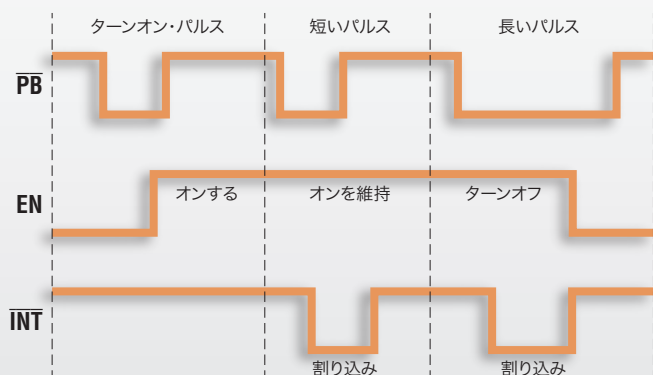 ターンオン・パルス 短いパルス 長いパルス
PB
EN
オンする オンを維持 ターンオフ
INT
割り込み 割り込み